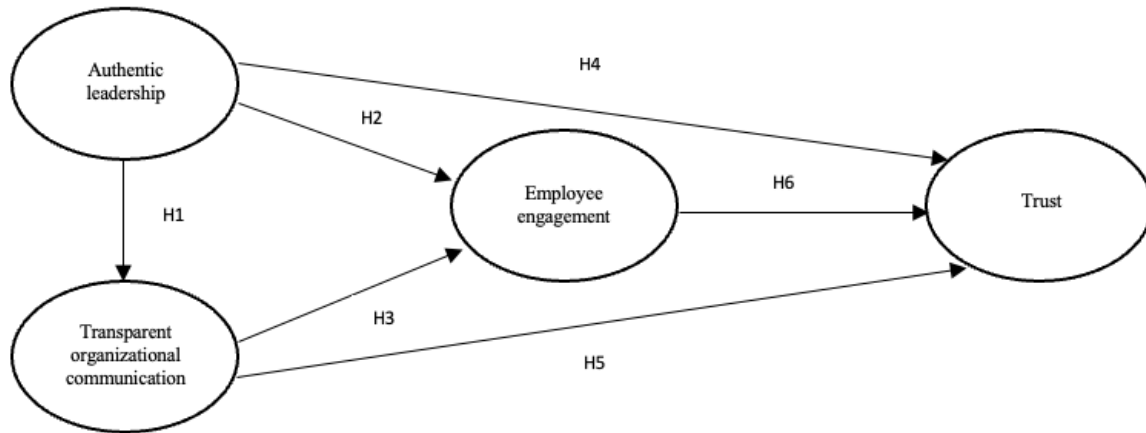 Authentic
leadership
H4
H2
Employee
engagement
H6
Trust
H1
Transparent
organizational
communication
H3
H5